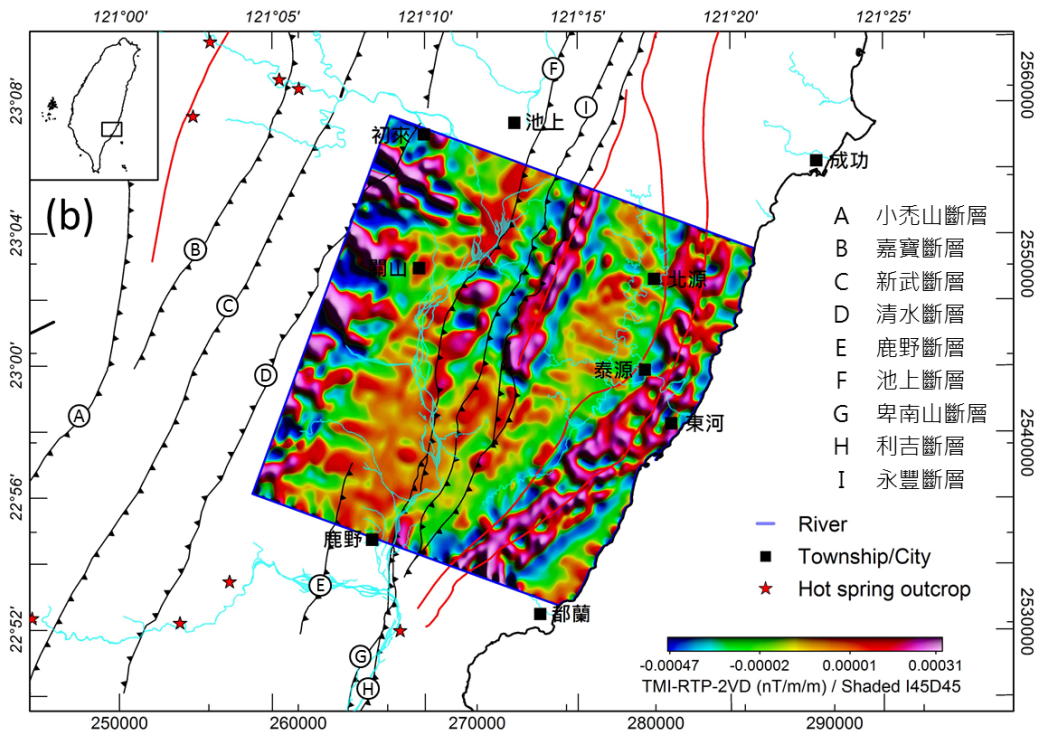 121°00' 121°05' 121°10' 121°15' 121°20' 121°25'
23°08'
23°04'
23°00'
22°56'
22°52'
2560000
2550000
2540000
2530000
250000 260000 270000 280000 290000
(b)
初來
池上
成功
關山
北源
泰源
東河
鹿野
都蘭
A
B
C
D
E
F
G
H
I
A 小禿山斷層
B 嘉寶斷層
C 新武斷層
D 清水斷層
E 鹿野斷層
F 池上斷層
G 卑南山斷層
H 利吉斷層
I 永豐斷層
River
Township/City
Hot spring outcrop
-0.00047 -0.00002 0.00001 0.00031
TMI-RTP-2VD (nT/m/m) / Shaded I45D45